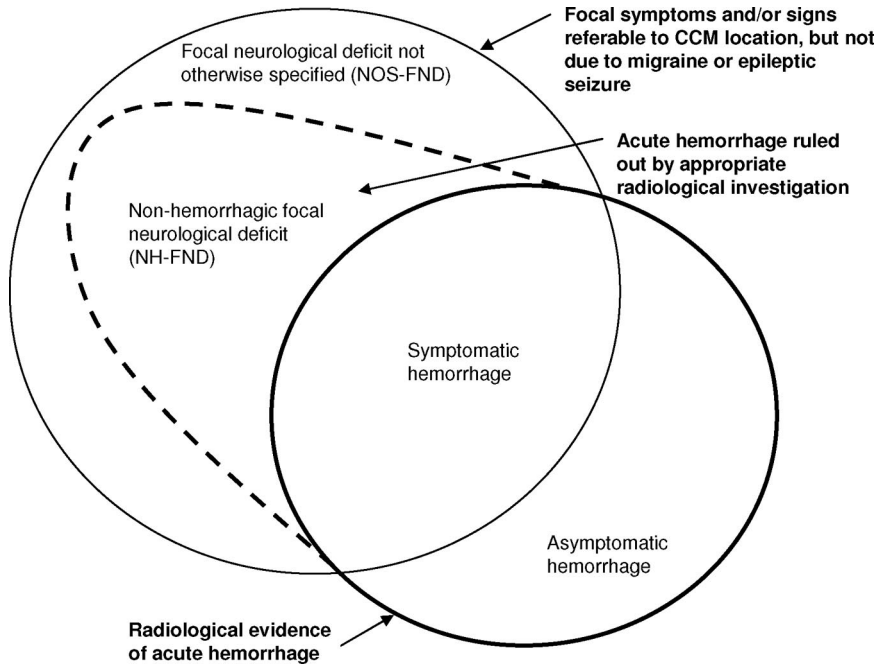 Focal neurological deficit not
otherwise specified (NOS-FND)
Focal symptoms and/or signs
referable to CCM location, but not
due to migraine or epileptic
seizure
Acute hemorrhage ruled
out by appropriate
radiological investigation
Non-hemorrhagic focal
neurological deficit
(NH-FND)
Symptomatic
hemorrhage
Asymptomatic
hemorrhage
Radiological evidence
of acute hemorrhage